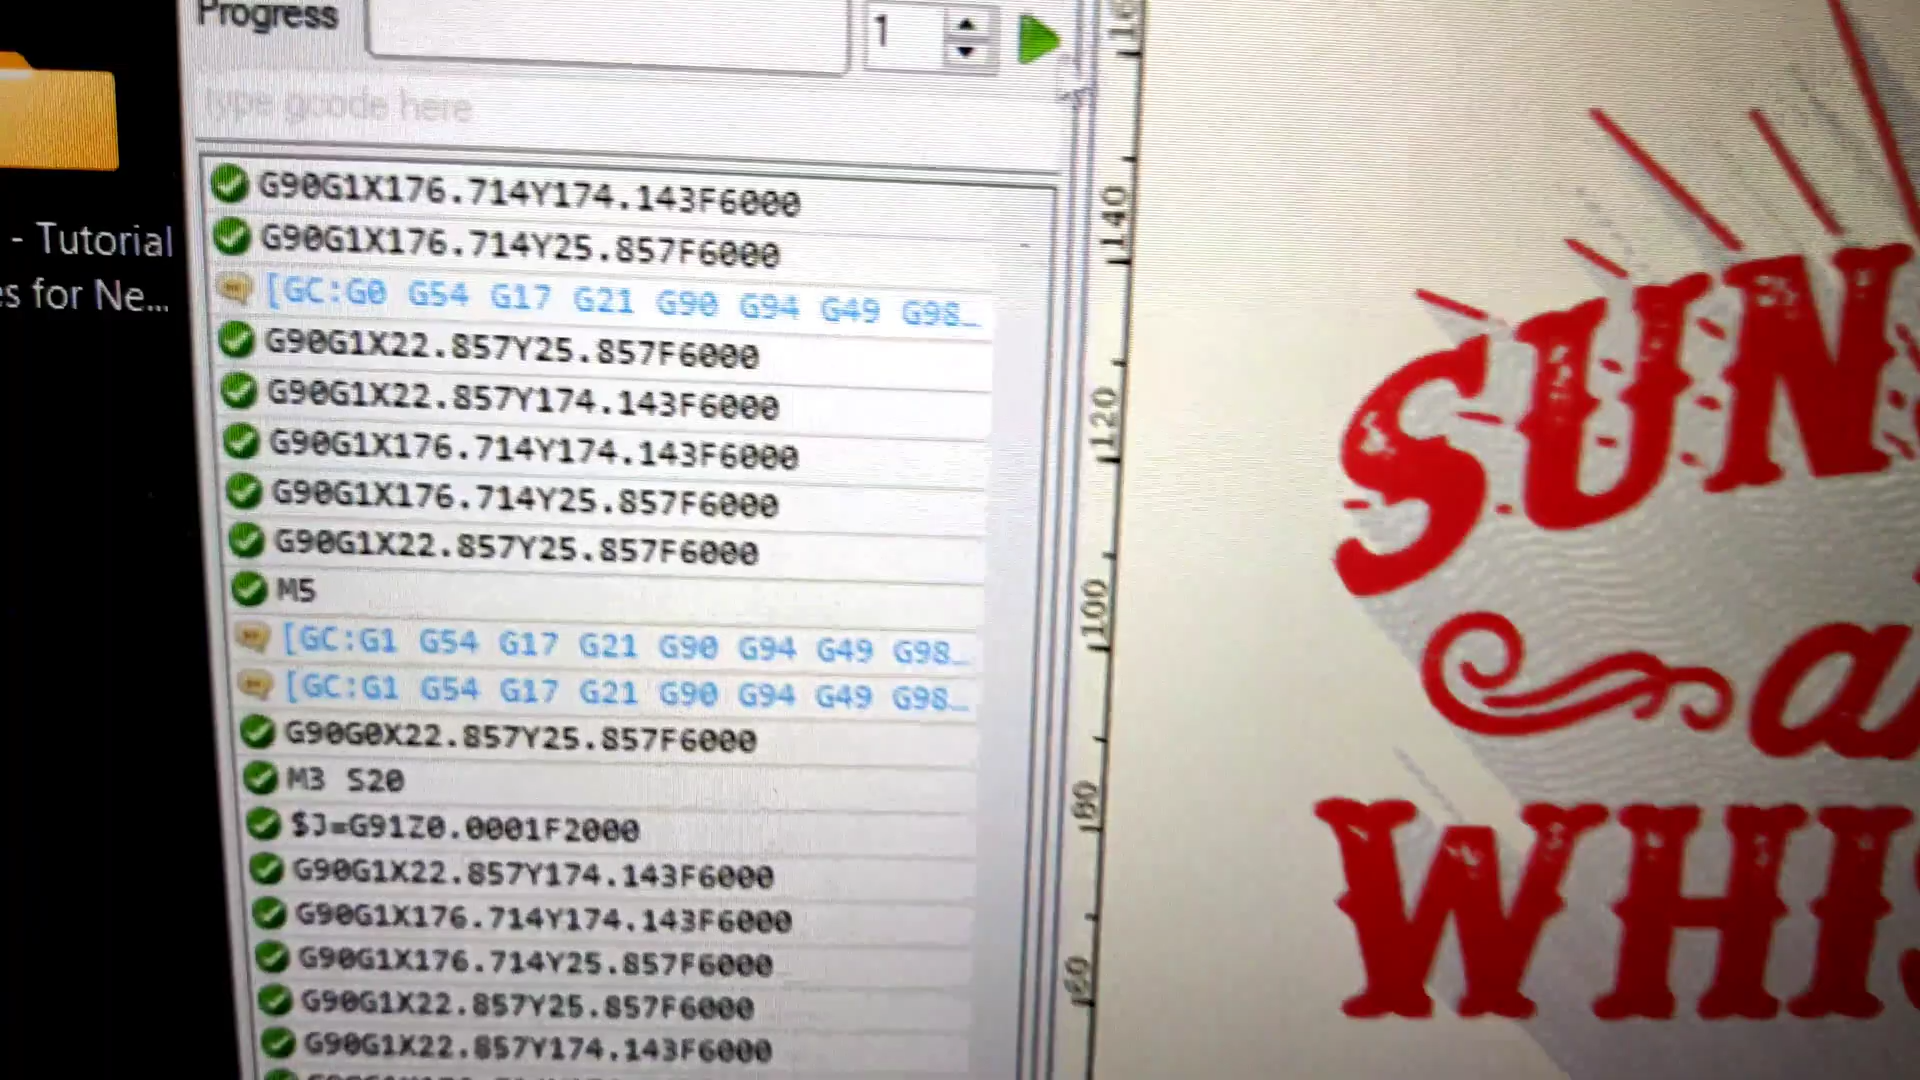 Progress
1
type gcode here
- Tutorial
es for Ne...
G90G1X176.714Y174.143F6000
G90G1X176.714Y25.857F6000
[GC:G0 G54 G17 G21 G90 G94 G49 G98…
G90G1X22.857Y25.857F6000
G90G1X22.857Y174.143F6000
G90G1X176.714Y174.143F6000
G90G1X176.714Y25.857F6000
G90G1X22.857Y25.857F6000
M5
[GC:G1 G54 G17 G21 G90 G94 G49 G98…
[GC:G1 G54 G17 G21 G90 G94 G49 G98…
G90G0X22.857Y25.857F6000
M3 S20
$J=G91Z0.0001F2000
G90G1X22.857Y174.143F6000
G90G1X176.714Y174.143F6000
G90G1X176.714Y25.857F6000
G90G1X22.857Y25.857F6000
G90G1X22.857Y174.143F6000
140
120
100
80
60
SUN
a
WHIS